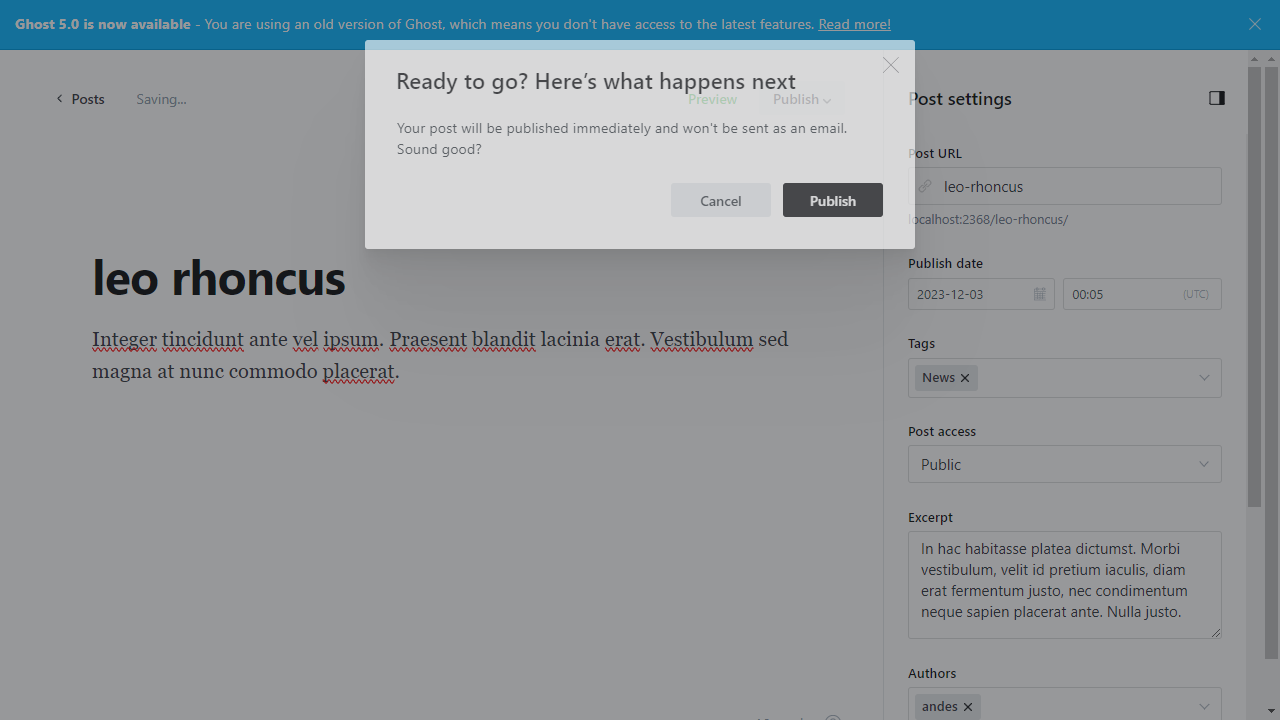 Ghost 5.0 is now available - You are using an old version of Ghost, which means you don't have access to the latest features. Read more!
Ready to go? Here's what happens next
Posts
Saving...
Preview
Publish
Your post will be published immediately and won't be sent as an email.
Sound good?
Cancel
Publish
leo rhoncus
Integer tincidunt ante vel ipsum. Praesent blandit lacinia erat. Vestibulum sed
magna at nunc commodo placerat.
Post settings
Post URL
leo-rhoncus
localhost:2368/leo-rhoncus/
Publish date
2023-12-03
00:05
(UTC)
Tags
News
Post access
Public
Excerpt
In hac habitasse platea dictumst. Morbi
vestibulum, velit id pretium iaculis, diam
erat fermentum justo, nec condimentum
neque sapien placerat ante. Nulla justo.
Authors
andes